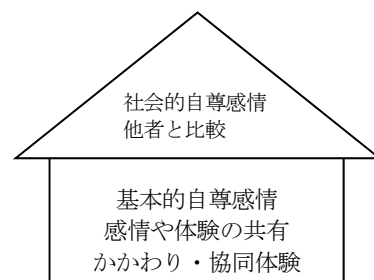 社会的自尊感情
他者と比較
基本的自尊感情
感情や体験の共有
かかわり・協同体験